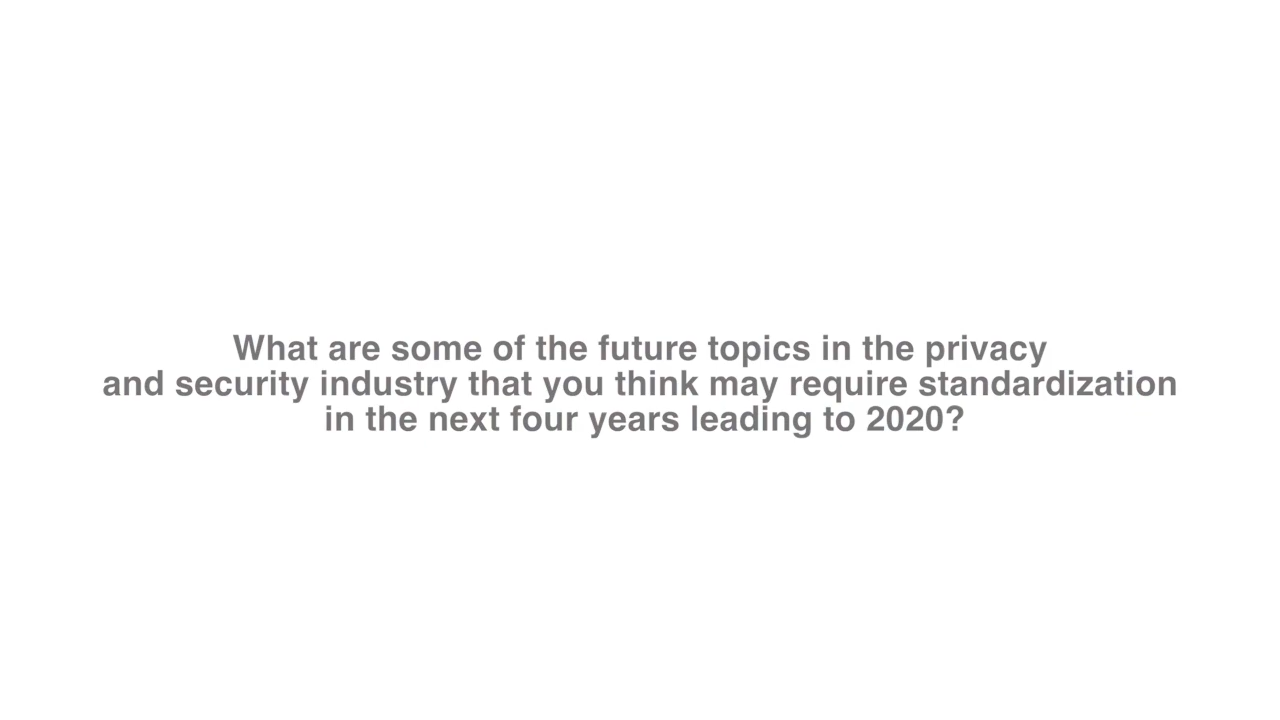 What are some of the future topics in the privacy
and security industry that you think may require standardization
in the next four years leading to 2020?